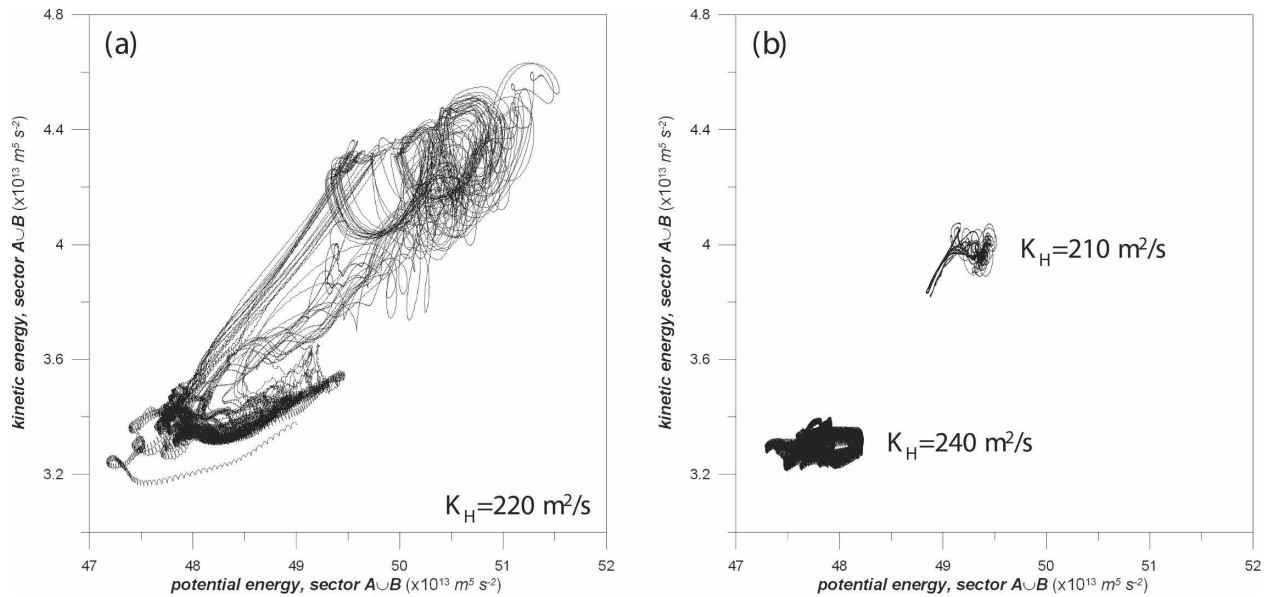 (a)
4.8
4.4
4
3.6
3.2
kinetic energy, sector A∪B (x10¹³ m⁵ s⁻²)
K_H=220 m²/s
47 48 49 50 51 52
potential energy, sector A∪B (x10¹³ m⁵ s⁻²)
(b)
4.8
4.4
4
3.6
3.2
kinetic energy, sector A∪B (x10¹³ m⁵ s⁻²)
K_H=210 m²/s
K_H=240 m²/s
47 48 49 50 51 52
potential energy, sector A∪B (x10¹³ m⁵ s⁻²)